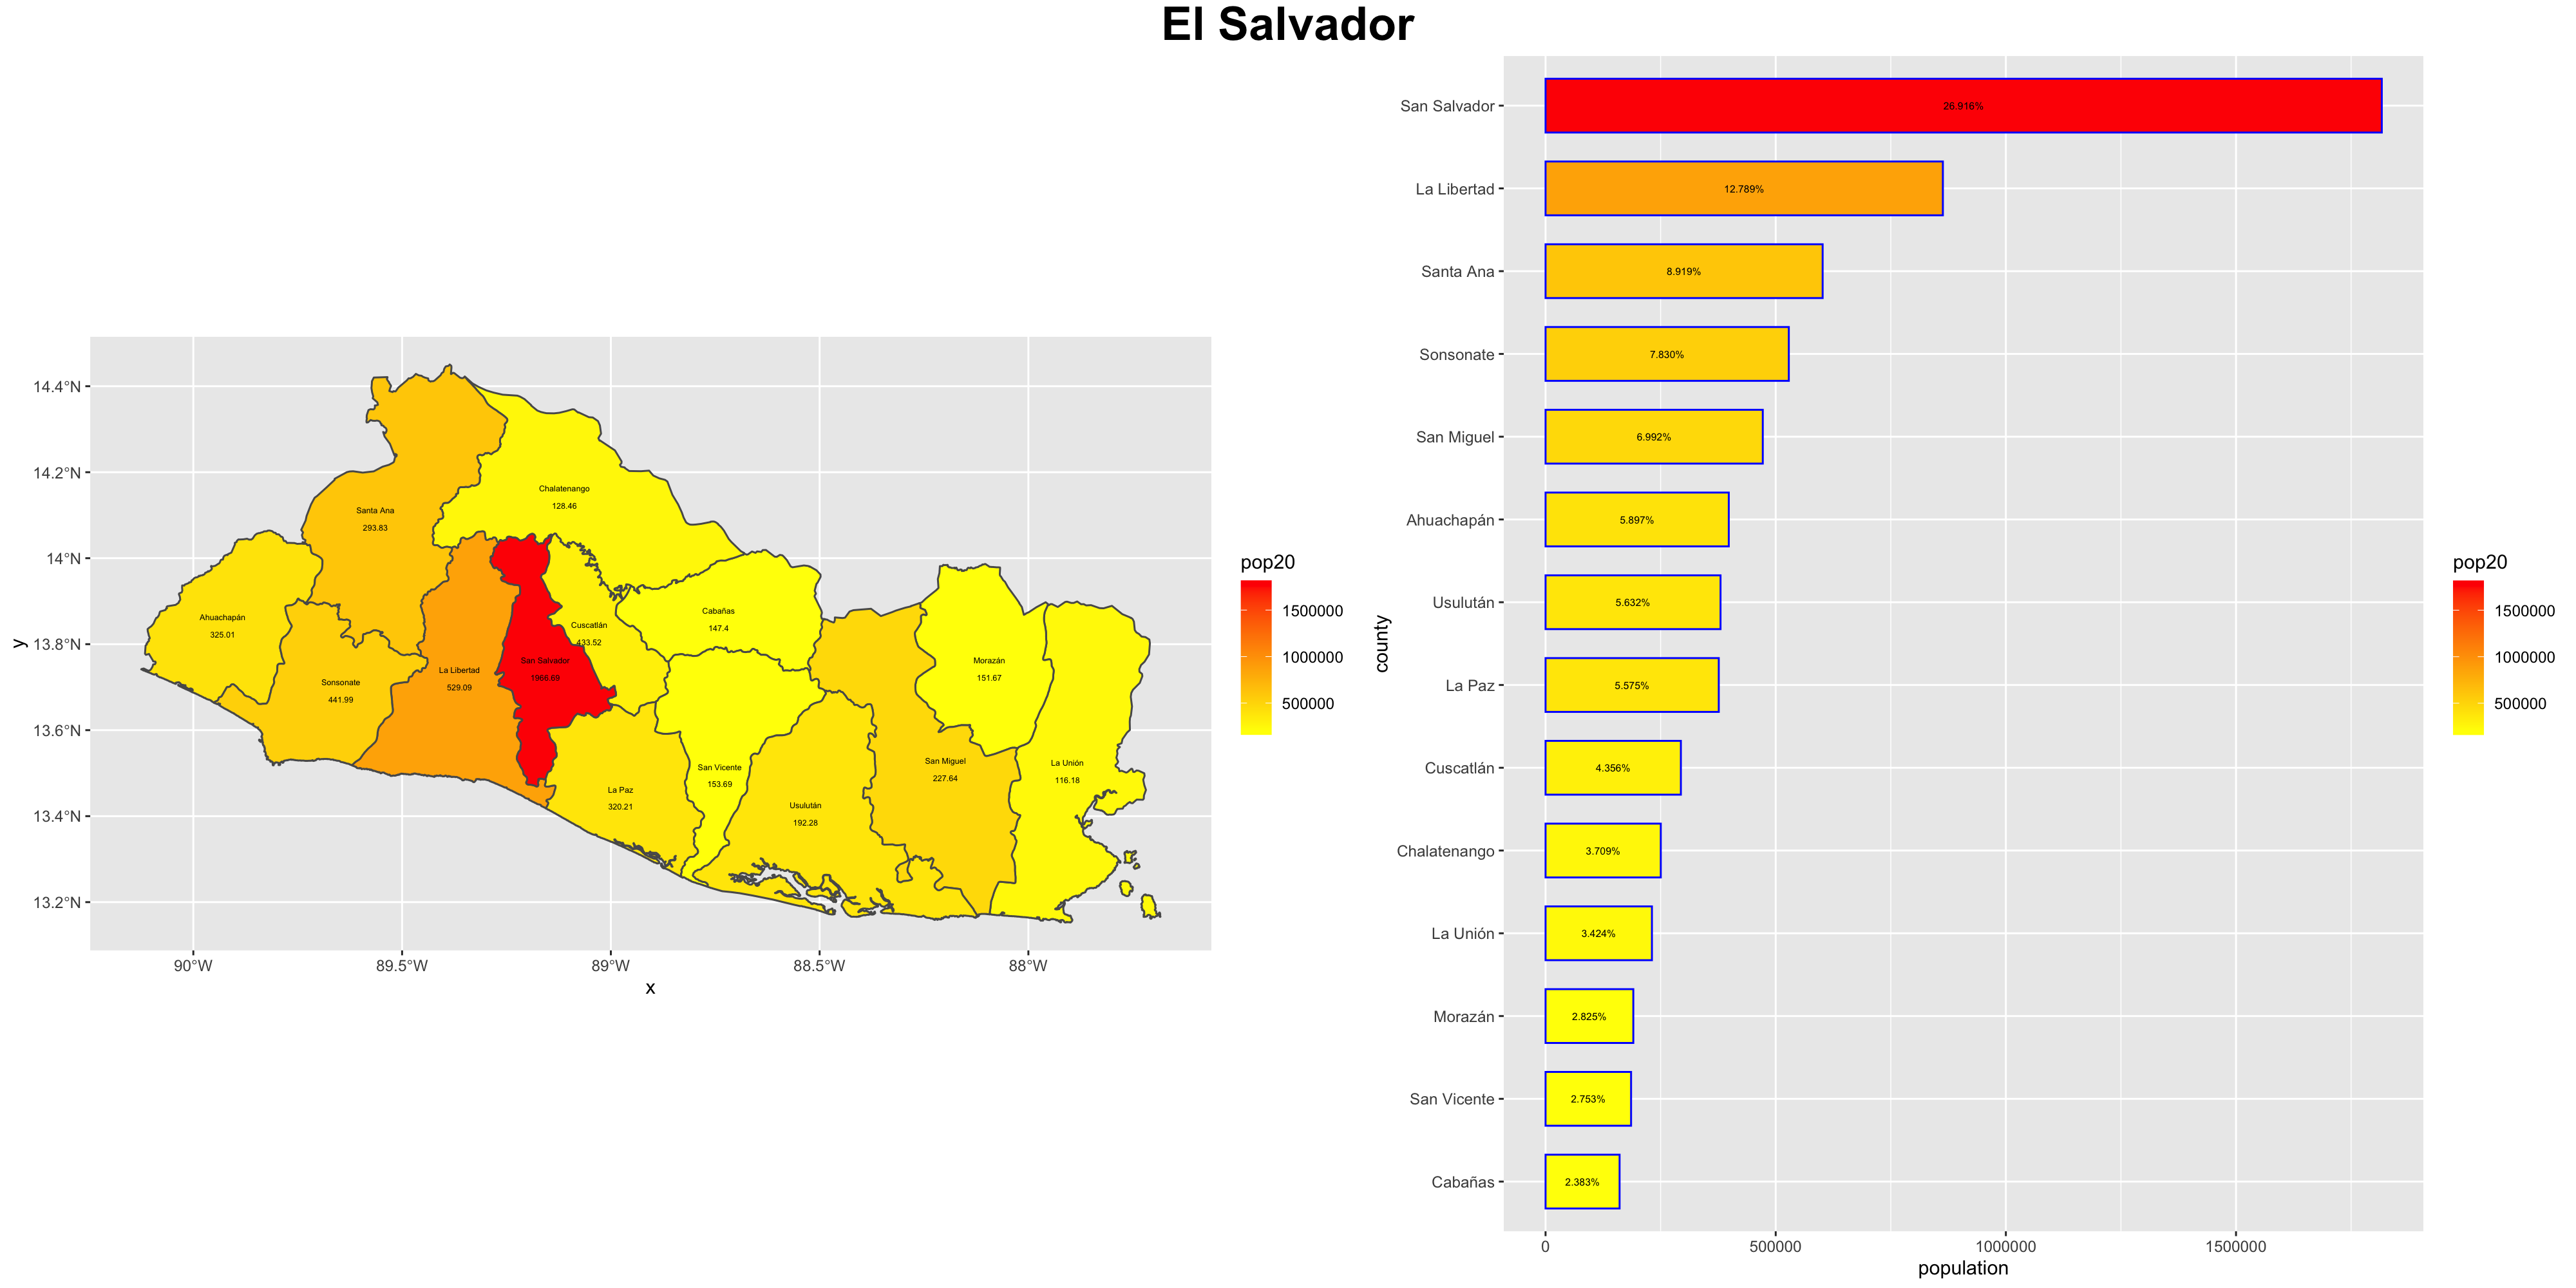 El Salvador
14.4°N
14.2°N
14°N
13.8°N
13.6°N
13.4°N
13.2°N
y
90°W
89.5°W
89°W
88.5°W
88°W
x
Chalatenango
128.46
Santa Ana
293.83
Ahuachapán
325.01
Cabañas
147.4
Cuscatlán
433.52
San Salvador
1966.69
La Libertad
529.09
Sonsonate
441.99
Morazán
151.67
San Vicente
153.69
San Miguel
227.64
La Unión
116.18
La Paz
320.21
Usulután
192.28
pop20
1500000
1000000
500000
county
San Salvador 26.916%
La Libertad 12.789%
Santa Ana 8.919%
Sonsonate 7.830%
San Miguel 6.992%
Ahuachapán 5.897%
Usulután 5.632%
La Paz 5.575%
Cuscatlán 4.356%
Chalatenango 3.709%
La Unión 3.424%
Morazán 2.825%
San Vicente 2.753%
Cabañas 2.383%
0 500000 1000000 1500000
population
pop20
1500000
1000000
500000